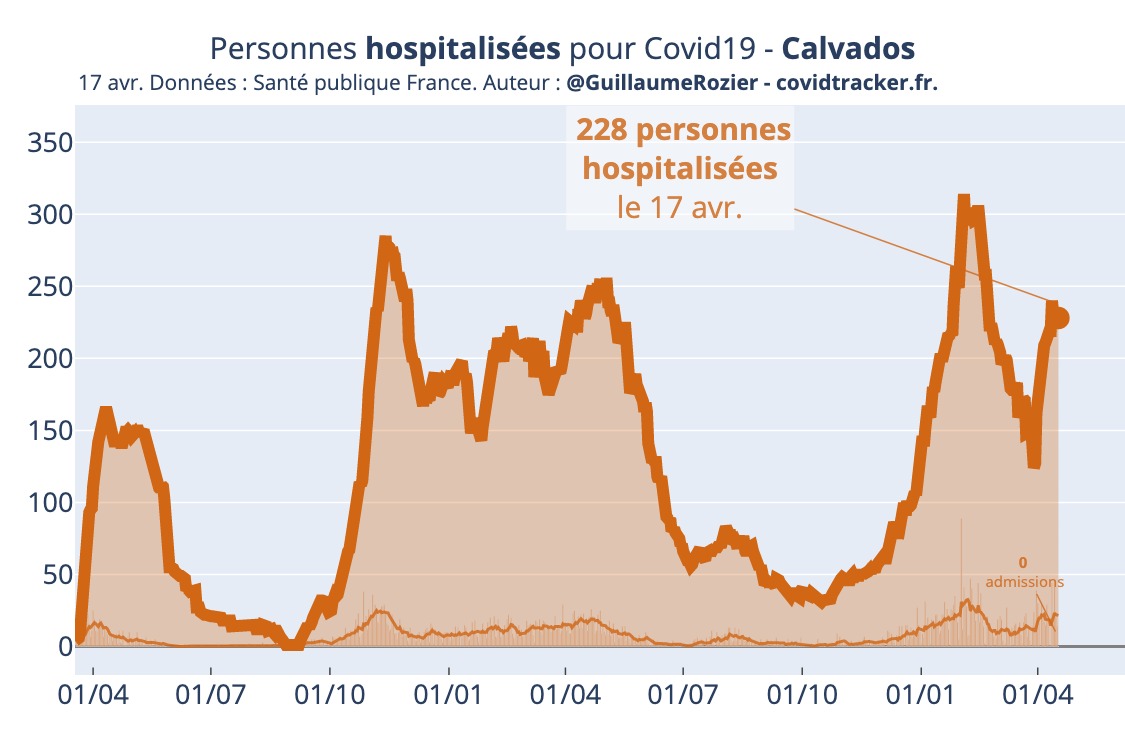 Personnes hospitalisées pour Covid19 - Calvados
17 avr. Données : Santé publique France. Auteur : @GuillaumeRozier - covidtracker.fr.
228 personnes
hospitalisées
le 17 avr.
350
300
250
200
150
100
50
0
0
admissions
01/04 01/07 01/10 01/01 01/04 01/07 01/10 01/01 01/04